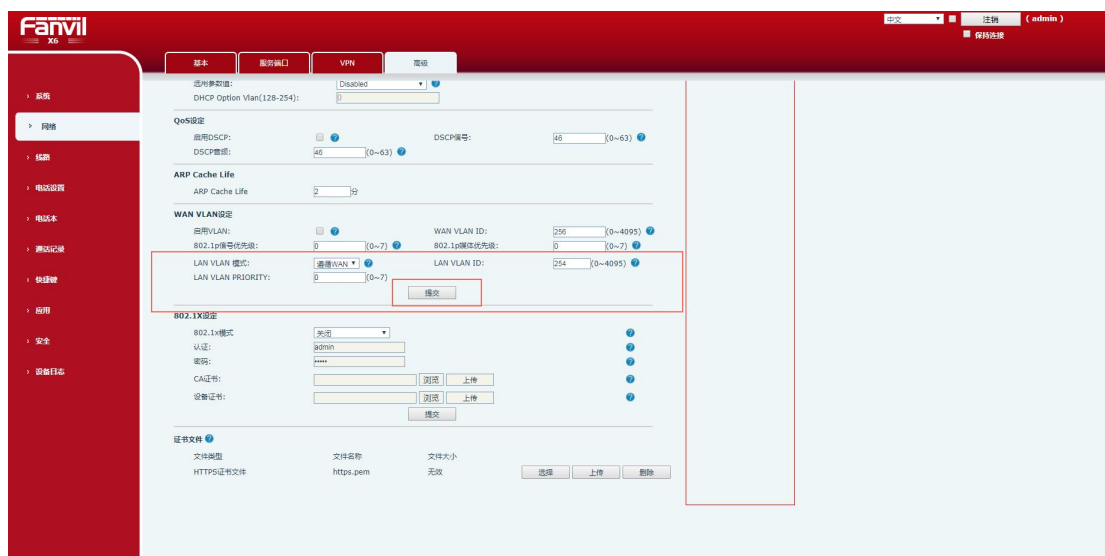 Fanvil
X6
中文 注销 ( admin )
保持连接
基本 服务端口 VPN 高级
› 系统
› 网络
› 线路
› 电话设置
› 电话本
› 通话记录
› 快捷键
› 应用
› 安全
› 设备日志
选用参数值: Disabled
DHCP Option Vlan(128-254): 0
QoS设定
启用DSCP: DSCP信号: 46 (0~63)
DSCP音频: 46 (0~63)
ARP Cache Life
ARP Cache Life 2 分
WAN VLAN设定
启用VLAN: WAN VLAN ID: 256 (0~4095)
802.1p信号优先级: 0 (0~7) 802.1p媒体优先级: 0 (0~7)
LAN VLAN 模式: 遵循WAN LAN VLAN ID: 254 (0~4095)
LAN VLAN PRIORITY: 0 (0~7)
提交
802.1X设定
802.1x模式 关闭
认证: admin
密码: •••••
CA证书: 浏览 上传
设备证书: 浏览 上传
提交
证书文件
文件类型 文件名称 文件大小
HTTPS证书文件 https.pem 无效 选择 上传 删除